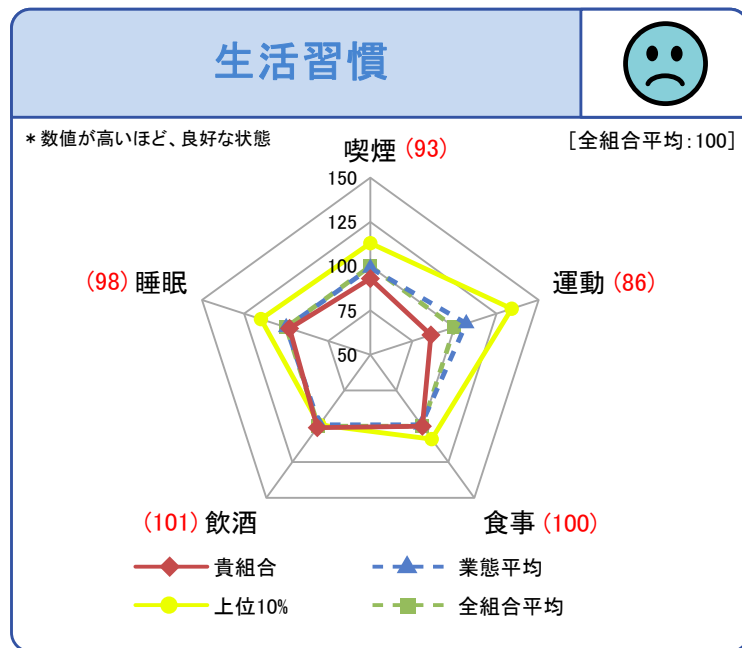 生活習慣
*数値が高いほど、良好な状態
[全組合平均:100]
喫煙(93)
150
125
100
75
50
(98)睡眠
運動(86)
(101)飲酒
食事(100)
貴組合
業態平均
上位10%
全組合平均